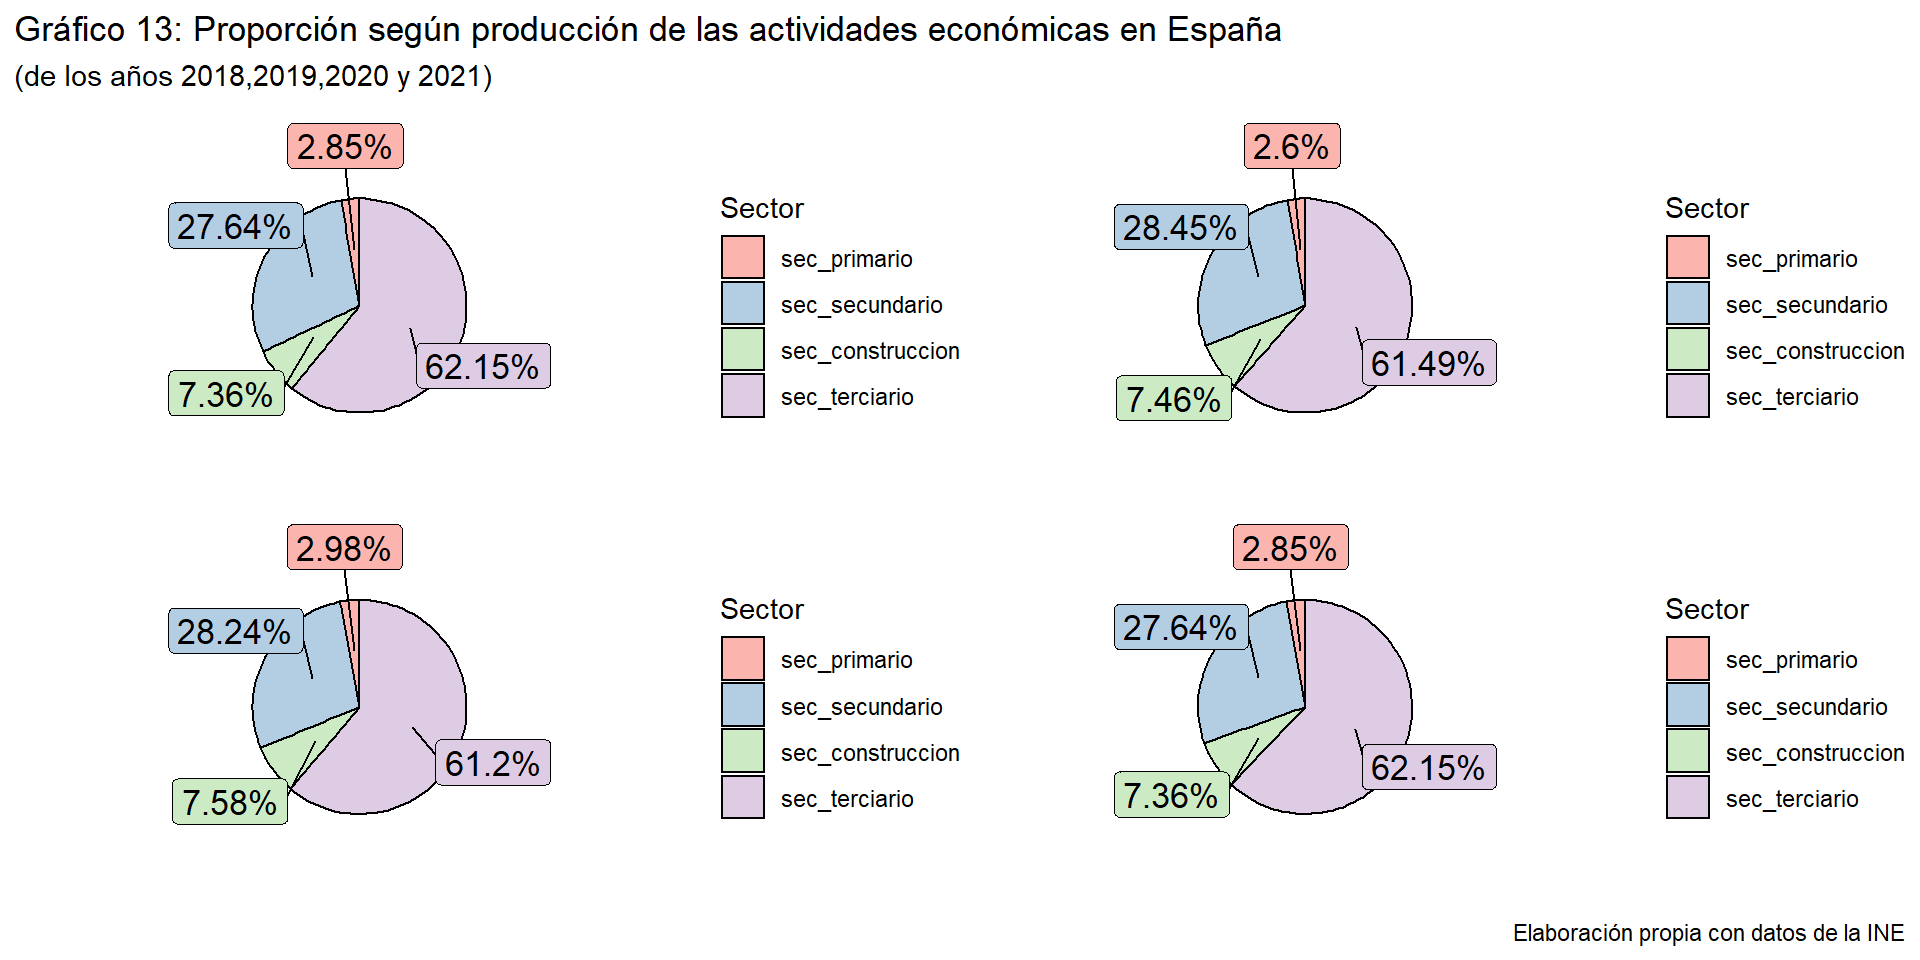 Gráfico 13: Proporción según producción de las actividades económicas en España
(de los años 2018,2019,2020 y 2021)
2.85%
27.64%
62.15%
7.36%
Sector
sec_primario
sec_secundario
sec_construccion
sec_terciario
2.6%
28.45%
61.49%
7.46%
Sector
sec_primario
sec_secundario
sec_construccion
sec_terciario
2.98%
28.24%
61.2%
7.58%
Sector
sec_primario
sec_secundario
sec_construccion
sec_terciario
2.85%
27.64%
62.15%
7.36%
Sector
sec_primario
sec_secundario
sec_construccion
sec_terciario
Elaboración propia con datos de la INE